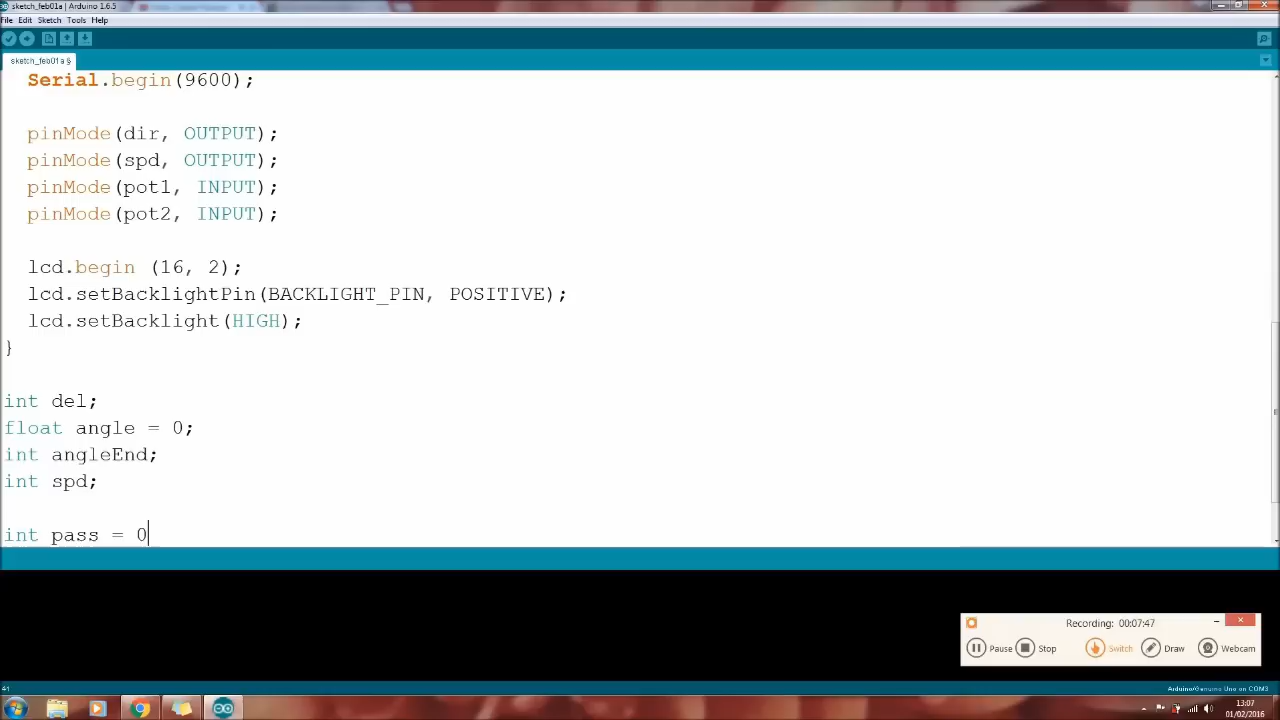 sketch_feb01a | Arduino 1.6.5
File Edit Sketch Tools Help
sketch_feb01a §
Serial.begin(9600);
pinMode(dir, OUTPUT);
pinMode(spd, OUTPUT);
pinMode(pot1, INPUT);
pinMode(pot2, INPUT);
lcd.begin (16, 2);
lcd.setBacklightPin(BACKLIGHT_PIN, POSITIVE);
lcd.setBacklight(HIGH);
}
int del;
float angle = 0;
int angleEnd;
int spd;
int pass = 0
Recording: 00:07:47
Pause Stop Switch Draw Webcam
41 Arduino/Genuino Uno on COM3
13:07
01/02/2016